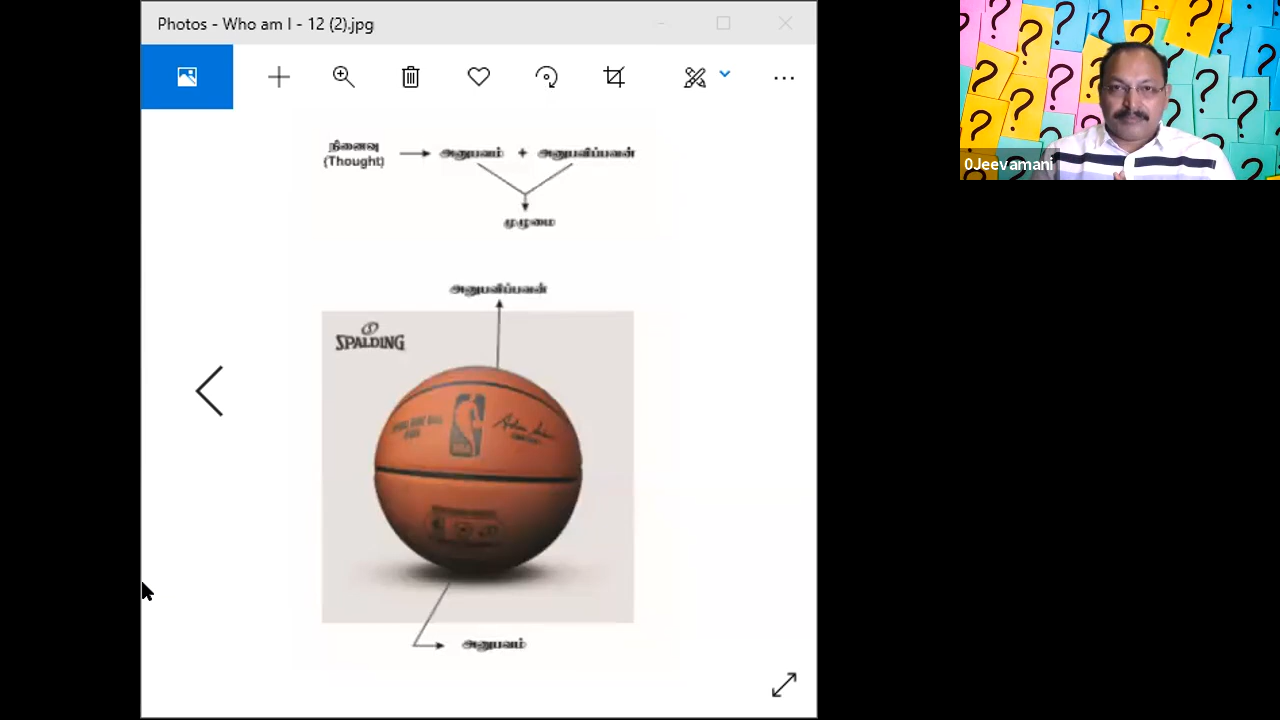 Photos - Who am I - 12 (2).jpg
நினைவு
(Thought)
அனுபவம் + அனுபவிப்பவன்
முழுமை
அனுபவிப்பவன்
SPALDING
அனுபவம்
0Jeevamani